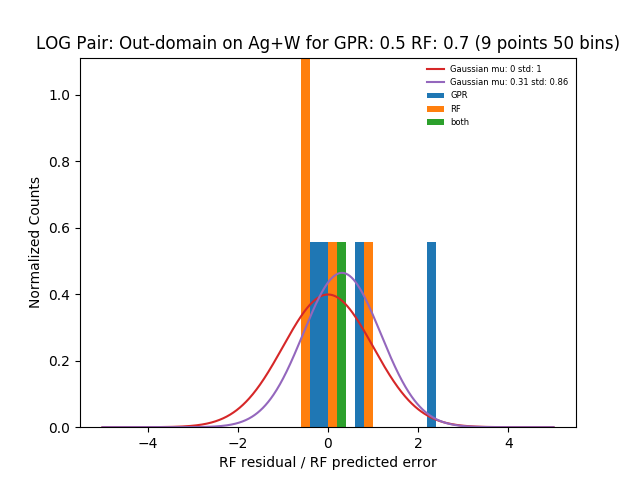 LOG Pair: Out-domain on Ag+W for GPR: 0.5 RF: 0.7 (9 points 50 bins)
Gaussian mu: 0 std: 1
Gaussian mu: 0.31 std: 0.86
GPR
RF
both
Normalized Counts
1.0
0.8
0.6
0.4
0.2
0.0
−4 −2 0 2 4
RF residual / RF predicted error